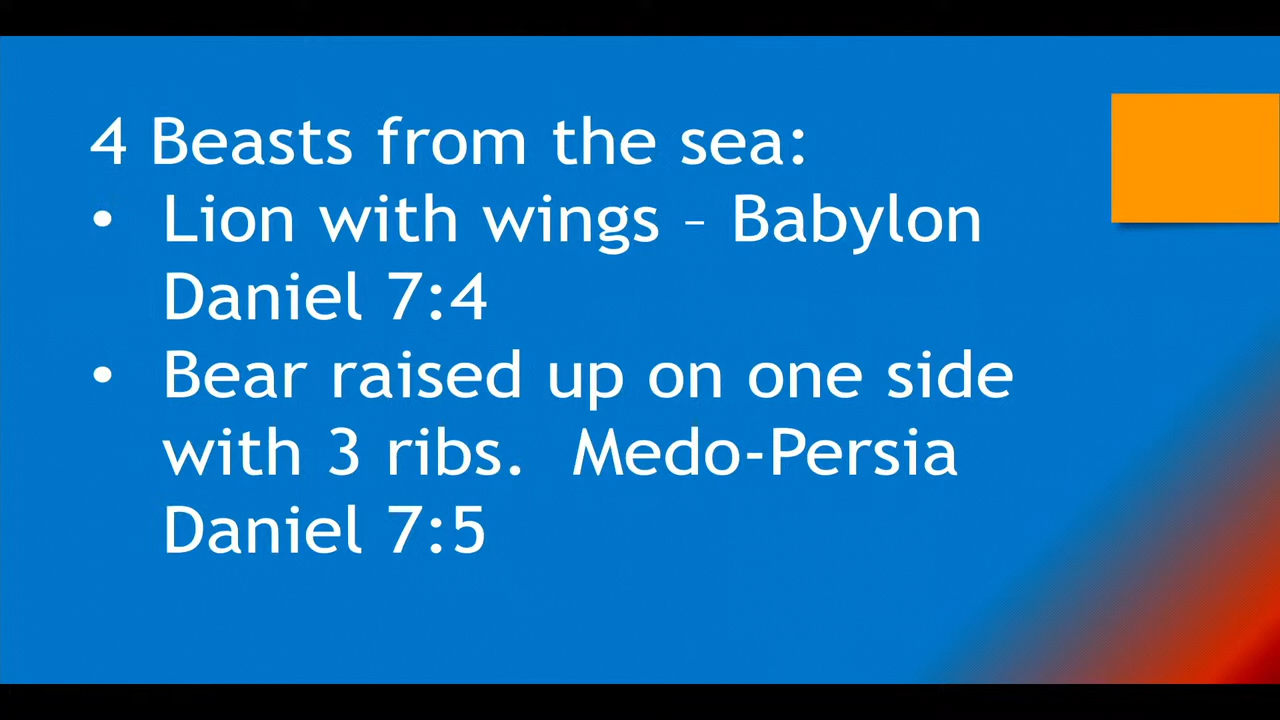 4 Beasts from the sea:
• Lion with wings – Babylon
Daniel 7:4
• Bear raised up on one side
with 3 ribs.  Medo-Persia
Daniel 7:5